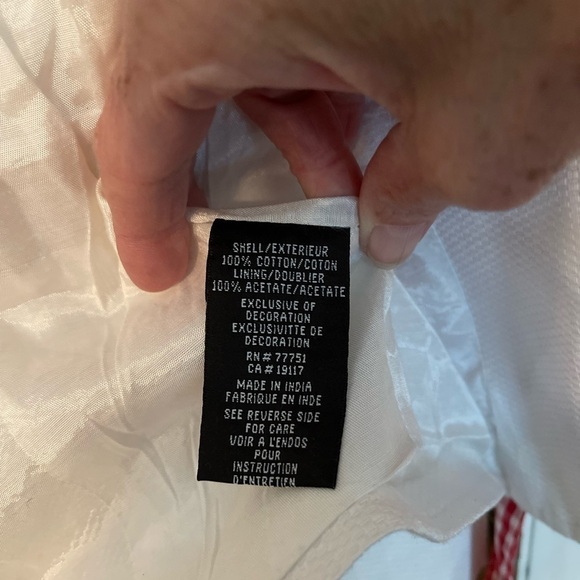 SHELL/EXTERIEUR
100% COTTON/COTON
LINING/DOUBLIER
100% ACETATE/ACETATE
EXCLUSIVE OF
DECORATION
EXCLUSIVITTE DE
DECORATION
RN# 77751
CA# 19117
MADE IN INDIA
FABRIQUE EN INDE
SEE REVERSE SIDE
FOR CARE
VOIR A L'ENDOS
POUR
INSTRUCTION
D'ENTRETIEN